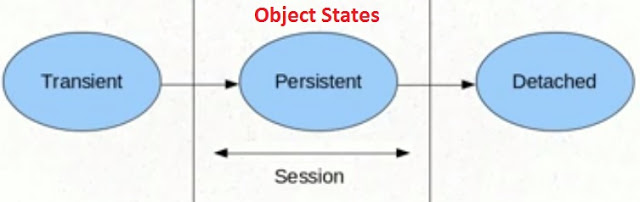 Object States
Transient
Persistent
Detached
Session